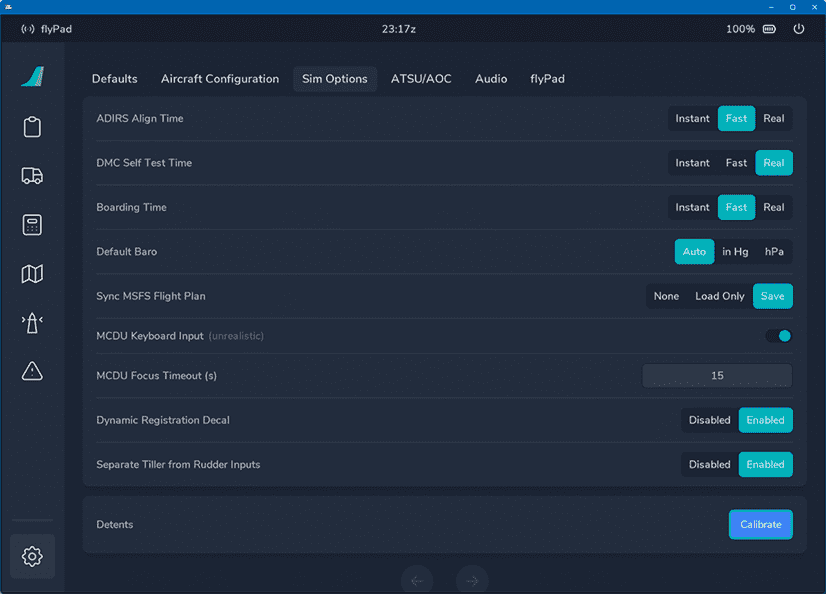 flyPad 23:17z 100%
Defaults Aircraft Configuration Sim Options ATSU/AOC Audio flyPad
ADIRS Align Time Instant Fast Real
DMC Self Test Time Instant Fast Real
Boarding Time Instant Fast Real
Default Baro Auto in Hg hPa
Sync MSFS Flight Plan None Load Only Save
MCDU Keyboard Input (unrealistic)
MCDU Focus Timeout (s) 15
Dynamic Registration Decal Disabled Enabled
Separate Tiller from Rudder Inputs Disabled Enabled
Detents Calibrate